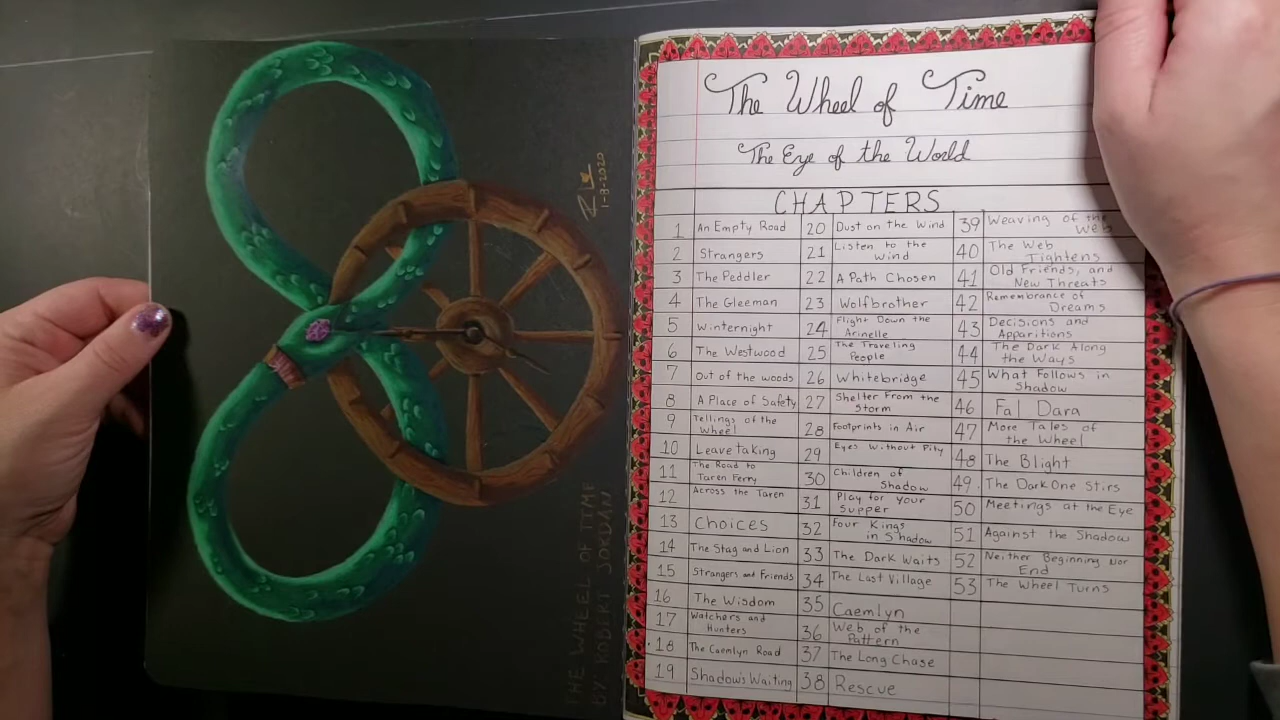 The Wheel of Time
The Eye of the World
CHAPTERS
1 An Empty Road
2 Strangers
3 The Peddler
4 The Gleeman
5 Winternight
6 The Westwood
7 Out of the woods
8 A Place of Safety
9 Tellings of the
Wheel
10 Leavetaking
11 The Road to
Taren Ferry
12 Across the Taren
13 Choices
14 The Stag and Lion
15 Strangers and Friends
16 The Wisdom
17 Watchers and
Hunters
18 The Caemlyn Road
19 Shadow's Waiting
20 Dust on the Wind
21 Listen to the
Wind
22 A Path Chosen
23 Wolfbrother
24 Flight Down the
Arinelle
25 The Traveling
People
26 Whitebridge
27 Shelter From the
Storm
28 Footprints in Air
29 Eyes Without Pity
30 Children of
Shadow
31 Play for your
Supper
32 Four Kings
in Shadow
33 The Dark Waits
34 The Last Village
35 Caemlyn
36 Web of the
Pattern
37 The Long Chase
38 Rescue
39 Weaving of the
Web
40 The Web
Tightens
41 Old Friends, and
New Threats
42 Remembrance of
Dreams
43 Decisions and
Apparitions
44 The Dark Along
the Ways
45 What Follows in
Shadow
46 Fal Dara
47 More Tales of
the Wheel
48 The Blight
49 The Dark One Stirs
50 Meetings at the Eye
51 Against the Shadow
52 Neither Beginning Nor
End
53 The Wheel Turns
1-8-2020
THE WHEEL OF TIME
BY: ROBERT JORDAN